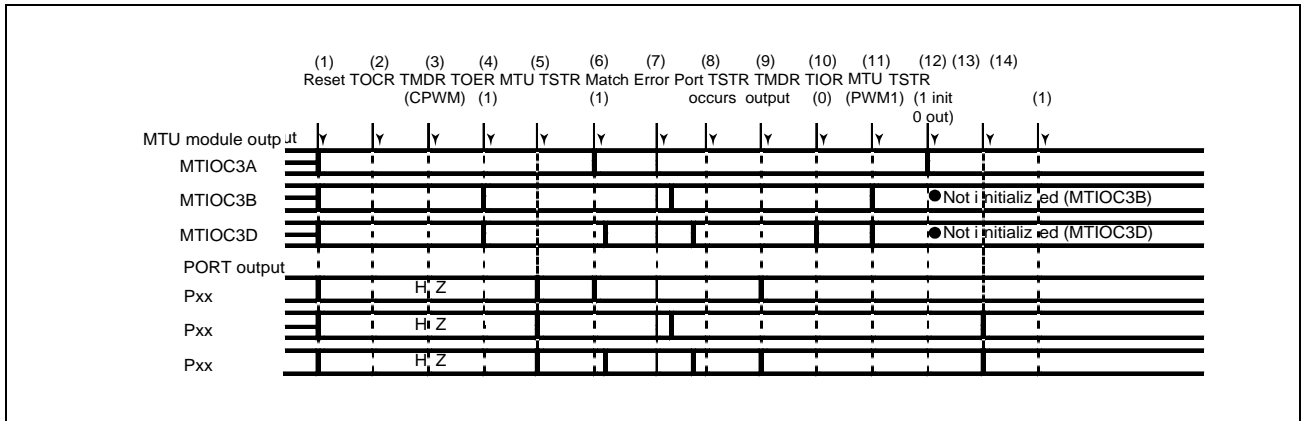 (1) (2) (3) (4) (5) (6) (7) (8) (9) (10) (11) (12) (13) (14)
Reset TOCR TMDR TOER MTU TSTR Match Error Port TSTR TMDR TIOR MTU TSTR
(CPWM) (1) (1) occurs output (0) (PWM1) (1 init (1)
0 out)
MTU module output
MTIOC3A
MTIOC3B
Not initialized (MTIOC3B)
MTIOC3D
Not initialized (MTIOC3D)
PORT output
Pxx
H Z
Pxx
H Z
Pxx
H Z